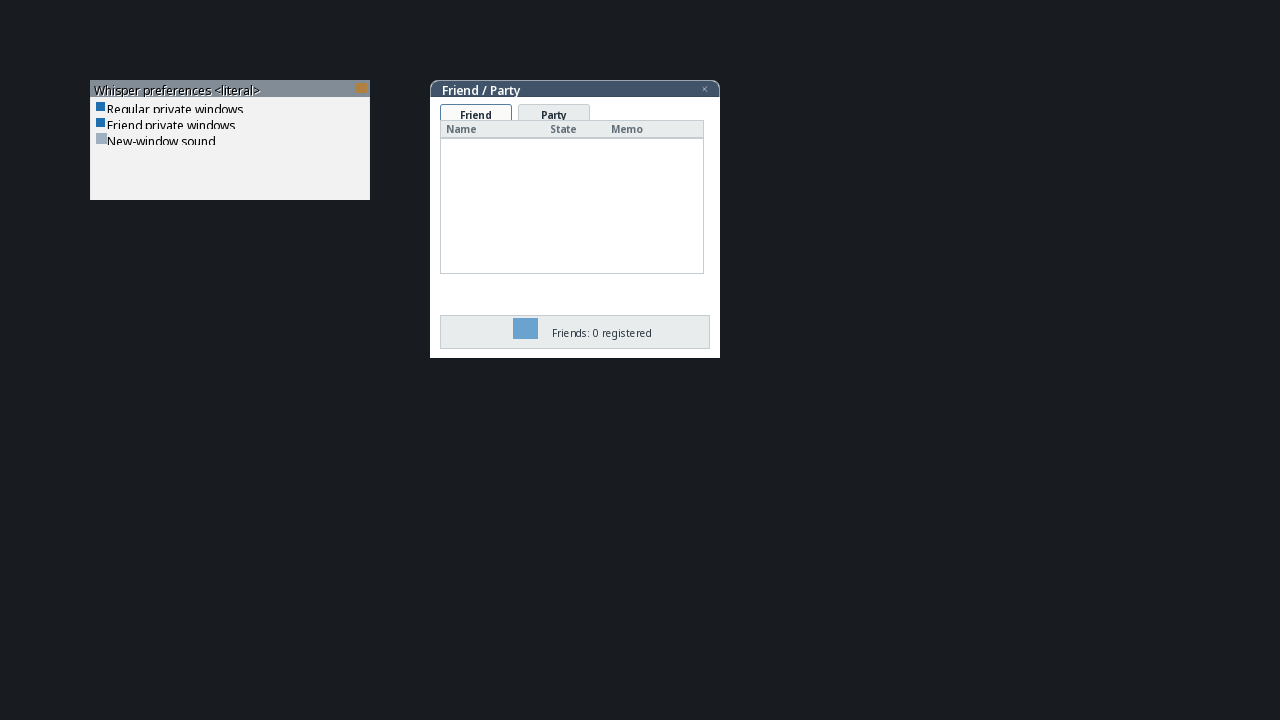 Whisper preferences <literal>
Regular private windows
Friend private windows
New-window sound
Friend / Party
×
Friend Party
Name State Memo
Friends: 0 registered